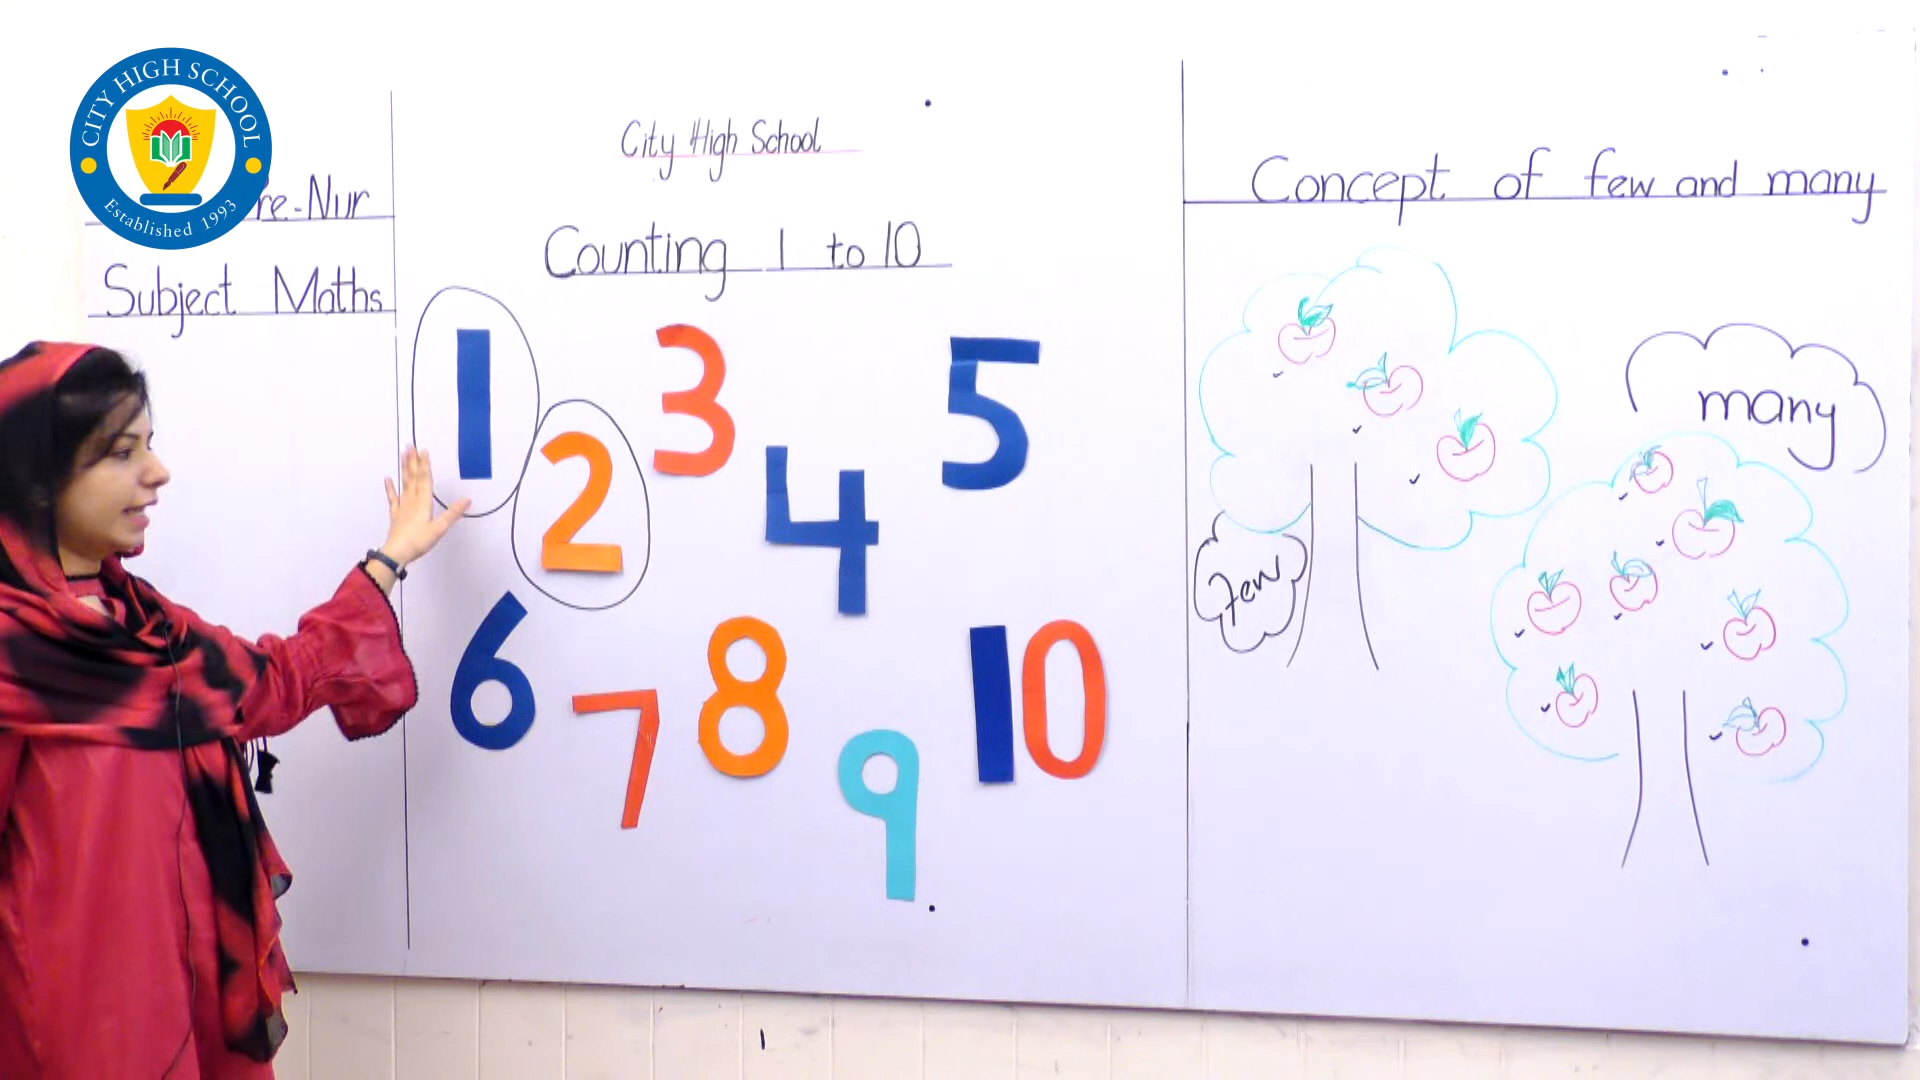 CITY HIGH SCHOOL
Established 1993
re-Nur
Subject Maths
City High School
Counting 1 to 10
1 2 3 4 5
6 7 8 9 10
Concept of few and many
many
few